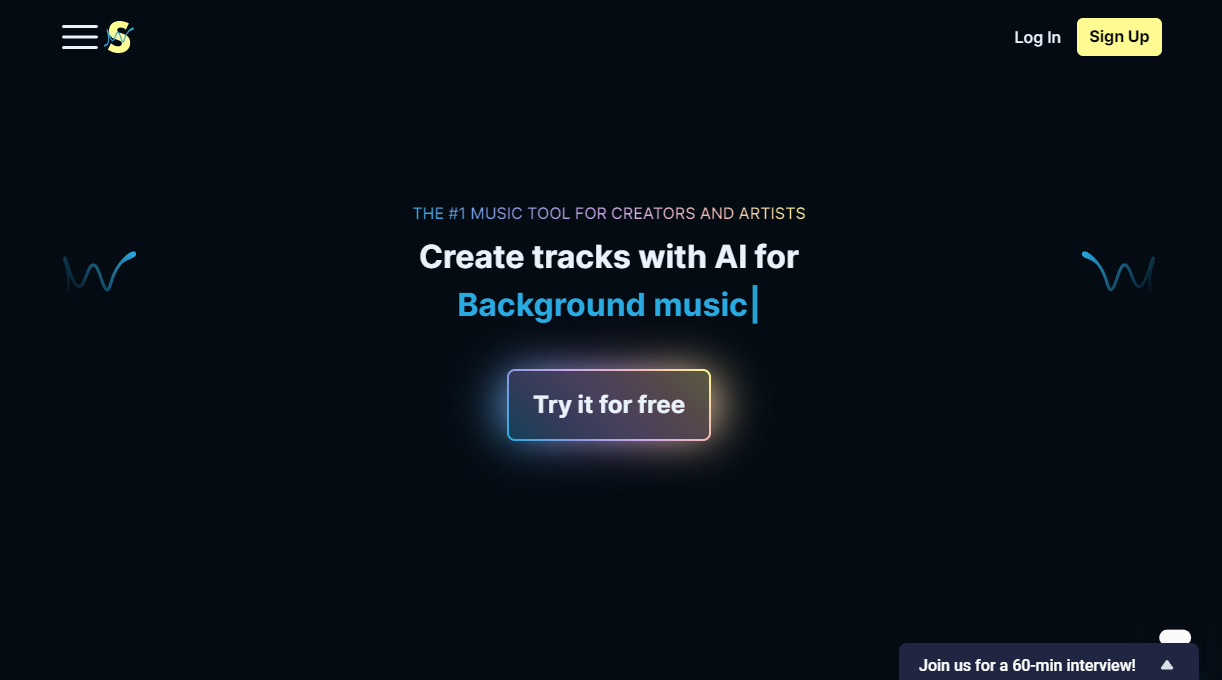 S
Log In
Sign Up
THE #1 MUSIC TOOL FOR CREATORS AND ARTISTS
Create tracks with AI for
Background music
Try it for free
Join us for a 60-min interview!